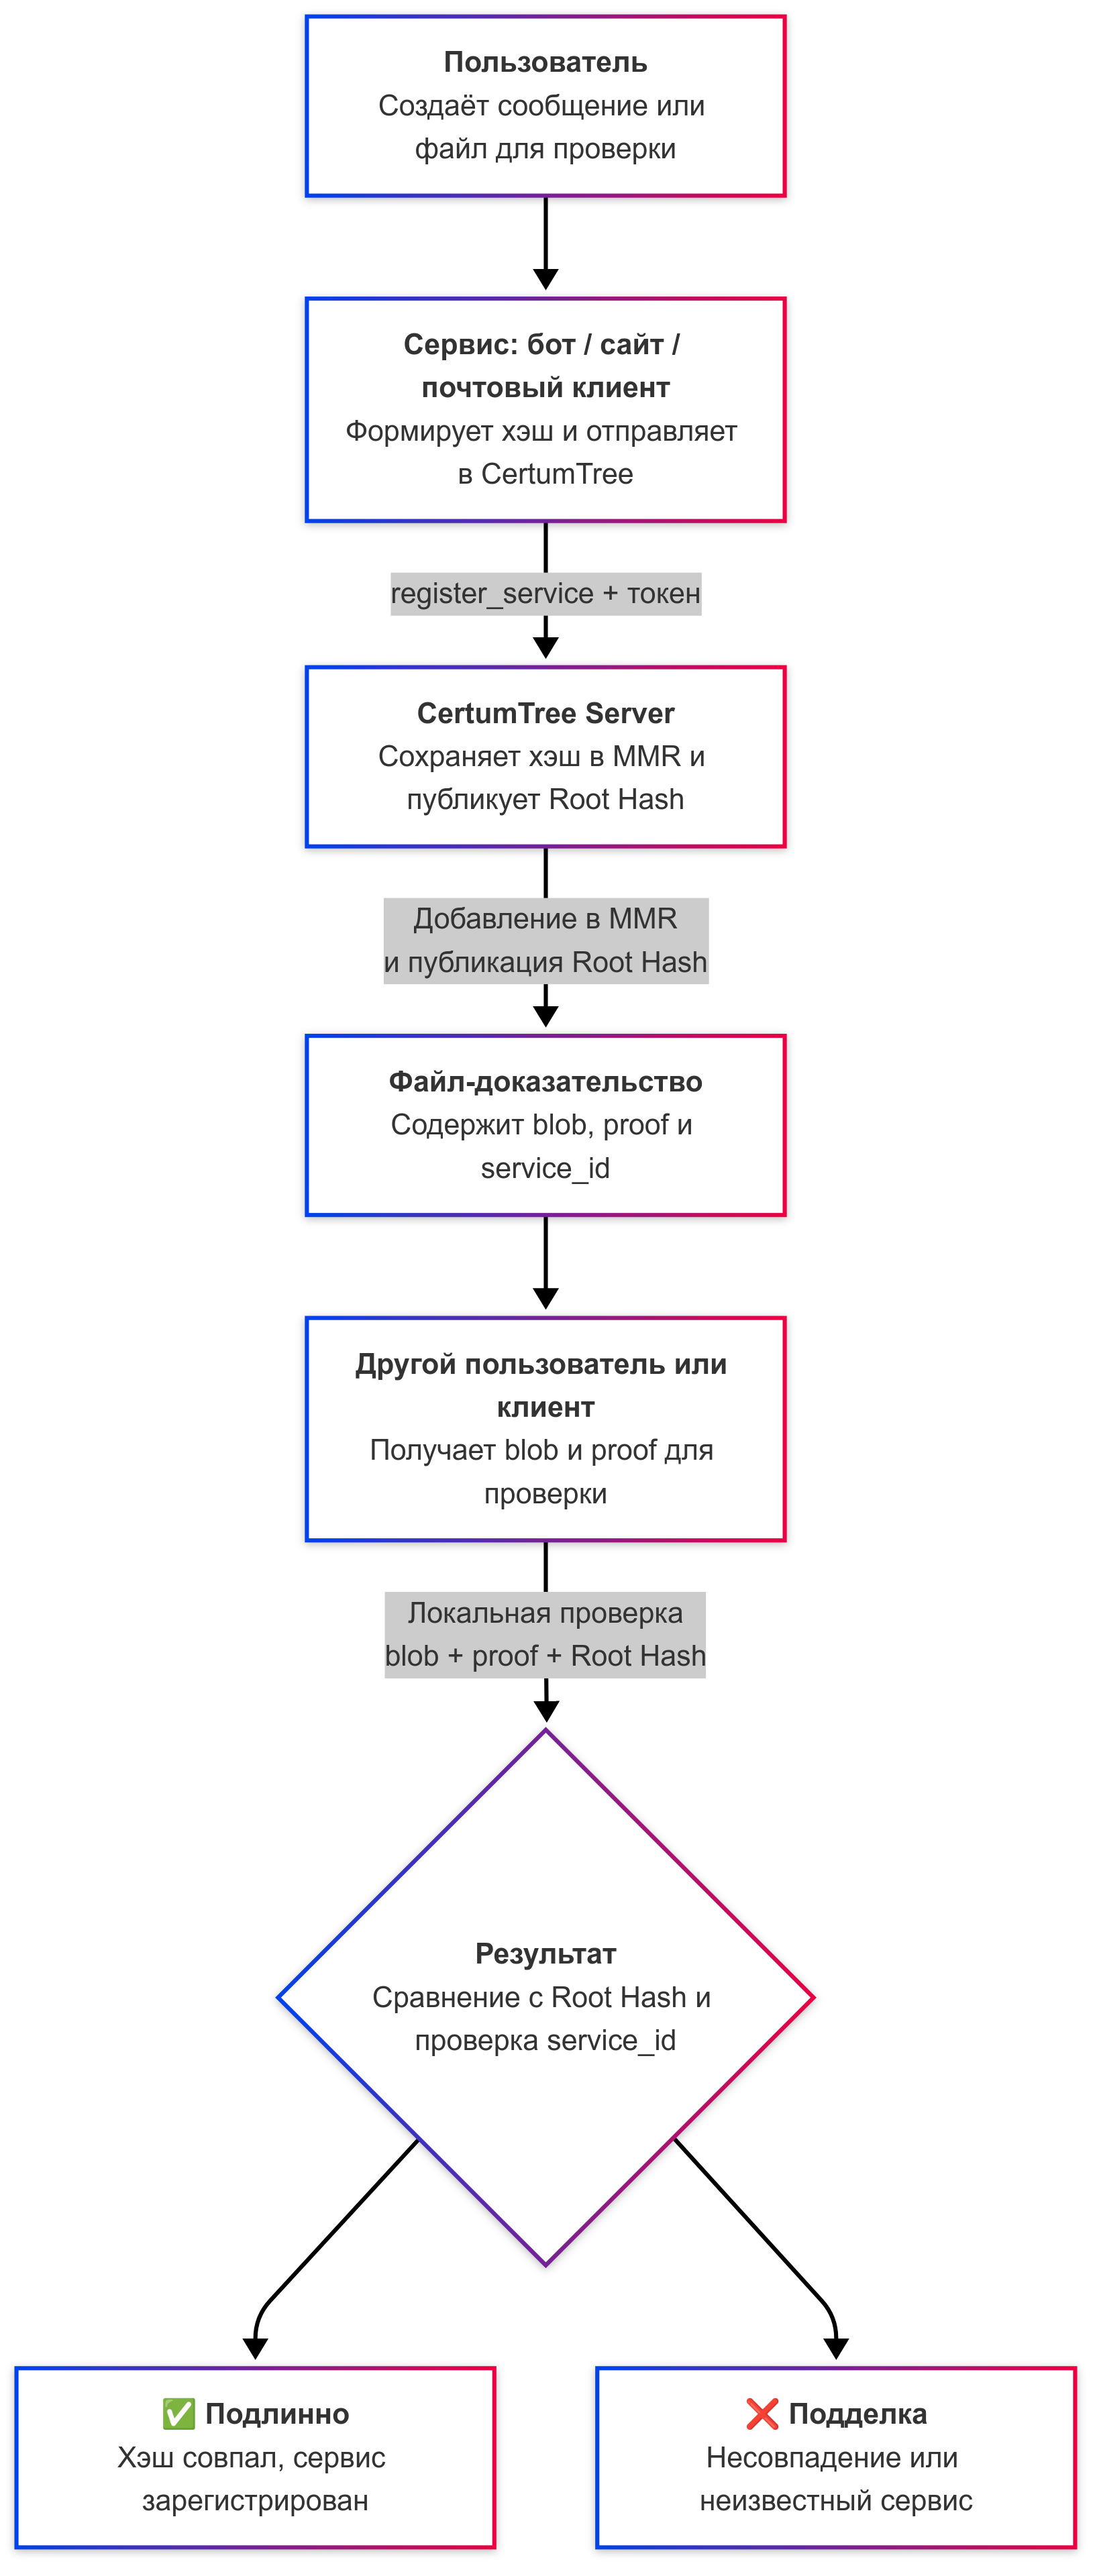 Пользователь
Создаёт сообщение или
файл для проверки
Сервис: бот / сайт /
почтовый клиент
Формирует хэш и отправляет
в CertumTree
register_service + токен
CertumTree Server
Сохраняет хэш в MMR и
публикует Root Hash
Добавление в MMR
и публикация Root Hash
Файл-доказательство
Содержит blob, proof и
service_id
Другой пользователь или
клиент
Получает blob и proof для
проверки
Локальная проверка
blob + proof + Root Hash
Результат
Сравнение с Root Hash и
проверка service_id
✅ Подлинно
Хэш совпал, сервис
зарегистрирован
❌ Подделка
Несовпадение или
неизвестный сервис